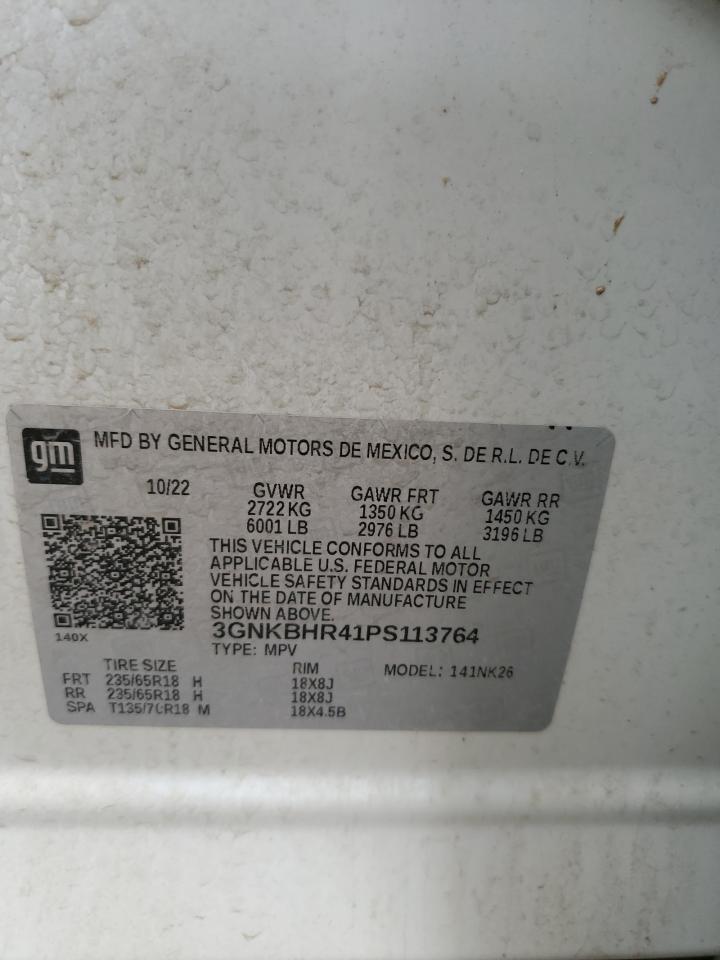 gm
MFD BY GENERAL MOTORS DE MEXICO, S. DE R.L. DE C.V.
10/22 GVWR GAWR FRT GAWR RR
2722 KG 1350 KG 1450 KG
6001 LB 2976 LB 3196 LB
THIS VEHICLE CONFORMS TO ALL
APPLICABLE U.S. FEDERAL MOTOR
VEHICLE SAFETY STANDARDS IN EFFECT
ON THE DATE OF MANUFACTURE
SHOWN ABOVE.
140X 3GNKBHR41PS113764
TYPE: MPV
TIRE SIZE RIM MODEL: 141NK26
FRT 235/65R18 H 18X8J
RR 235/65R18 H 18X8J
SPA T135/70R18 M 18X4.5B